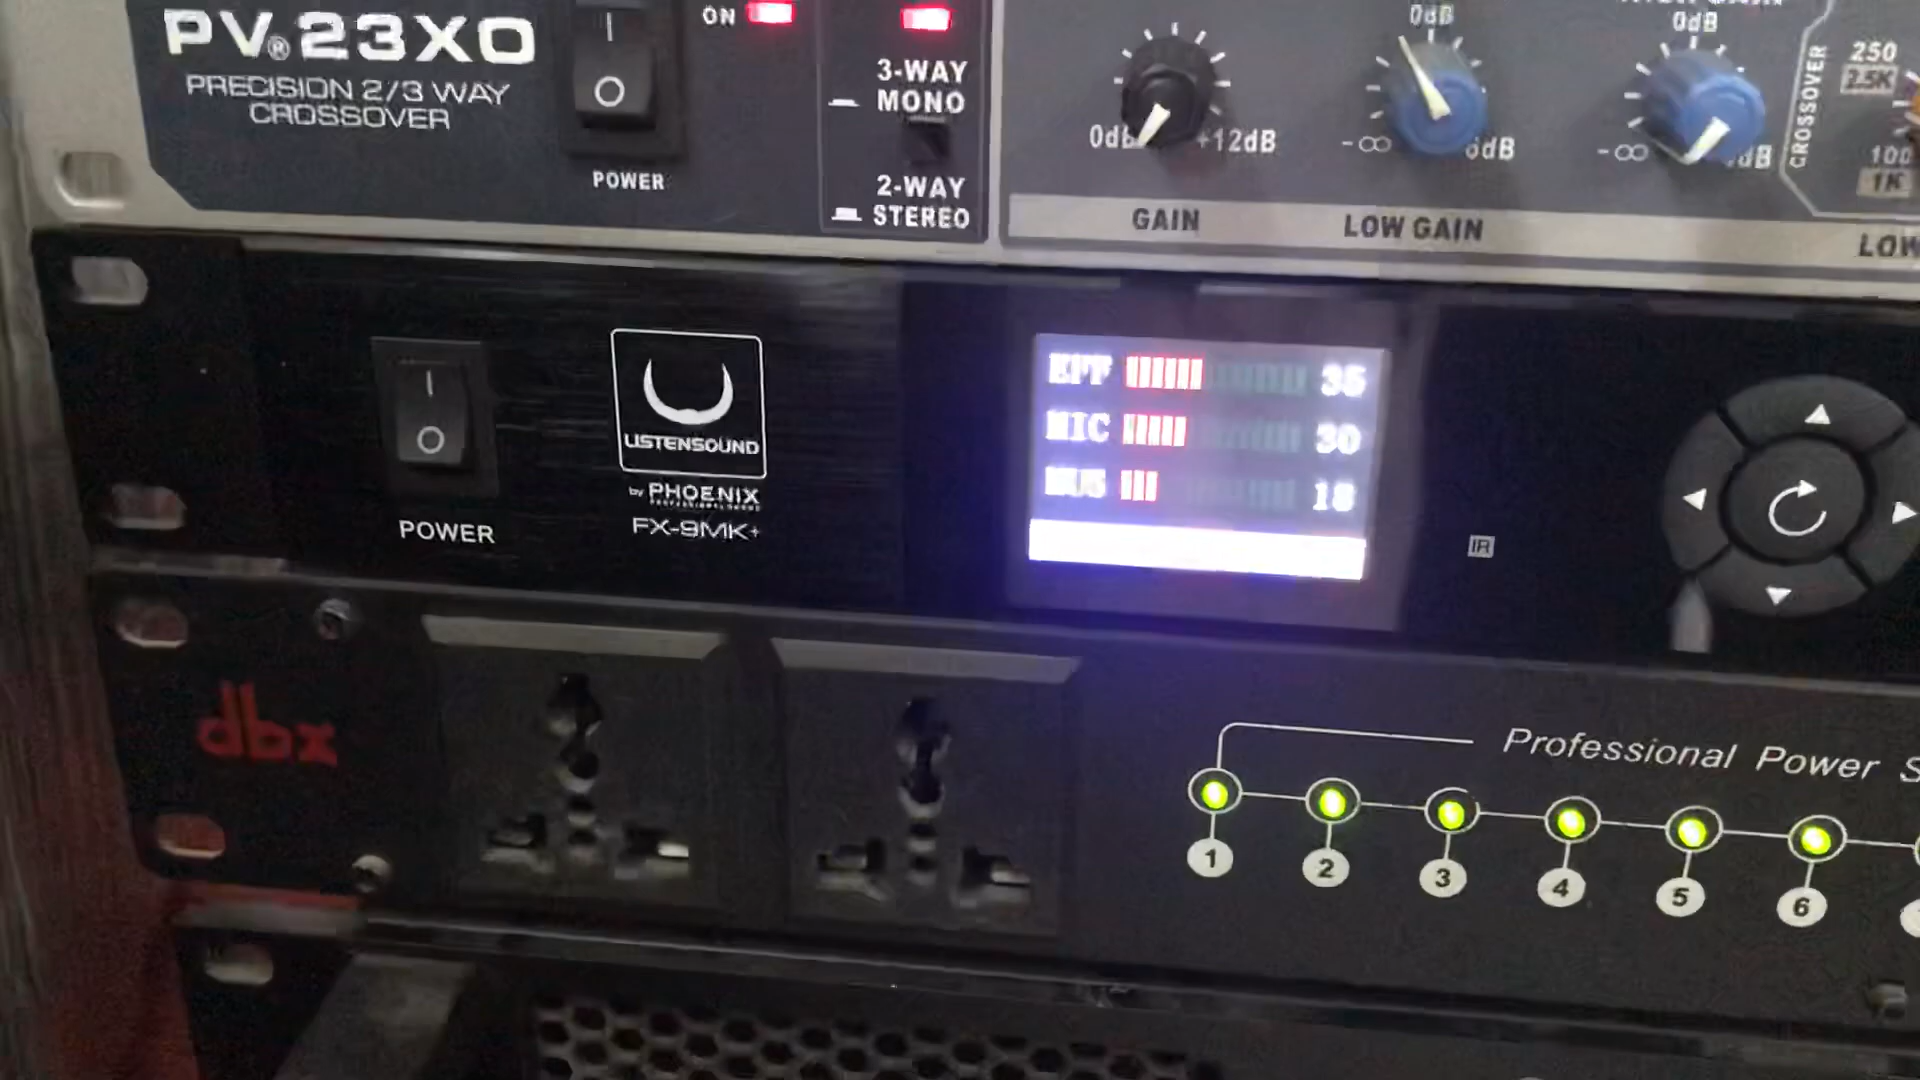 PV®23XO
PRECISION 2/3 WAY
CROSSOVER
ON
POWER
3-WAY
MONO
2-WAY
STEREO
0dB
+12dB
GAIN
0dB
-∞
6dB
LOW GAIN
0dB
-∞
CROSSOVER
250
2.5K
100
1K
LOW
POWER
LISTENSOUND
by PHOENIX
FX-9MK+
EFF 35
MIC 30
MUS 18
IR
dbx
Professional Power S
1 2 3 4 5 6